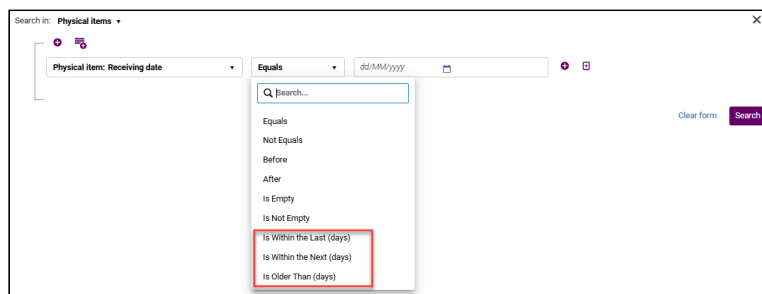 Search in: Physical items
Physical item: Receiving date Equals dd/MM/yyyy
Search...
Equals
Not Equals
Before
After
Clear form Search
Is Empty
Is Not Empty
Is Within the Last (days)
Is Within the Next (days)
Is Older Than (days)